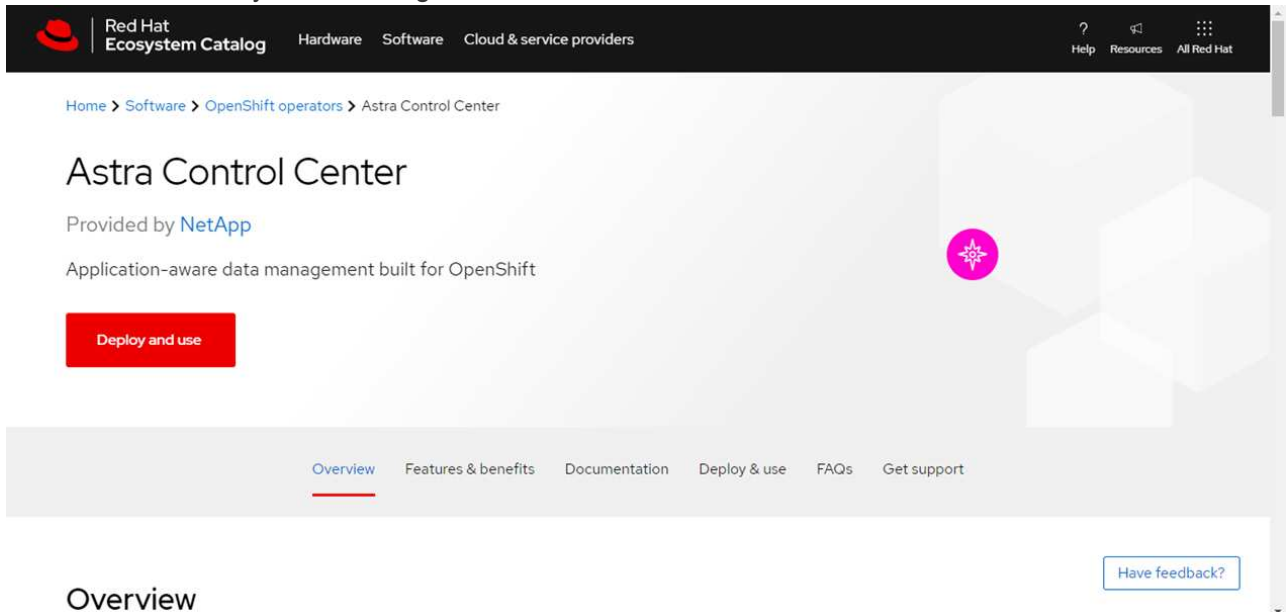 Red Hat
Ecosystem Catalog
Hardware Software Cloud & service providers
? Help Resources All Red Hat
Home > Software > OpenShift operators > Astra Control Center
Astra Control Center
Provided by NetApp
Application-aware data management built for OpenShift
Deploy and use
Overview Features & benefits Documentation Deploy & use FAQs Get support
Have feedback?
Overview